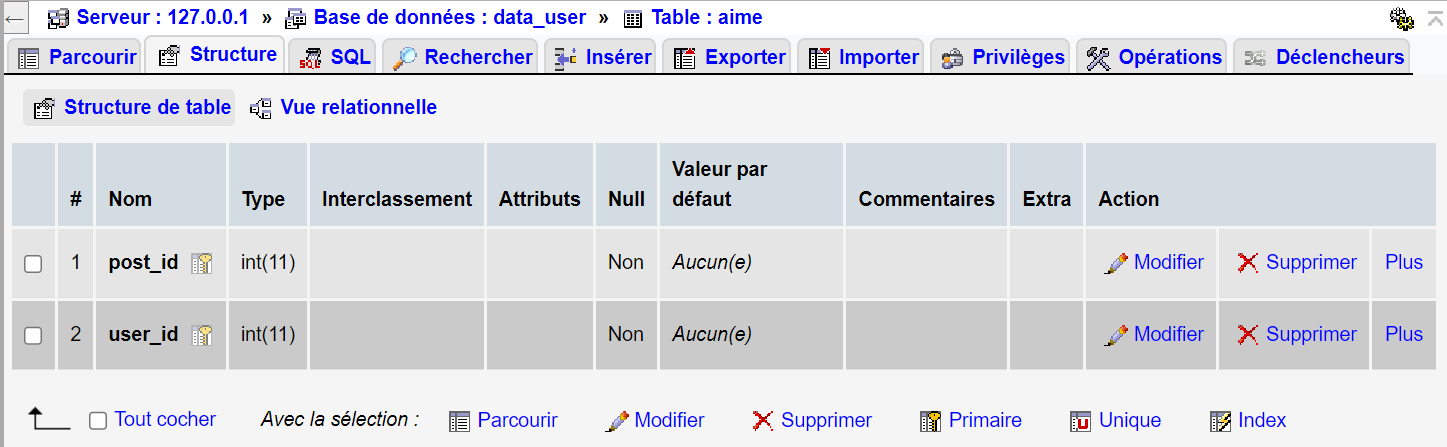 Serveur : 127.0.0.1 » Base de données : data_user » Table : aime
Parcourir Structure SQL Rechercher Insérer Exporter Importer Privilèges Opérations Déclencheurs
Structure de table Vue relationnelle
# Nom Type Interclassement Attributs Null Valeur par défaut Commentaires Extra Action
1 post_id int(11) Non Aucun(e) Modifier Supprimer Plus
2 user_id int(11) Non Aucun(e) Modifier Supprimer Plus
Tout cocher Avec la sélection : Parcourir Modifier Supprimer Primaire Unique Index